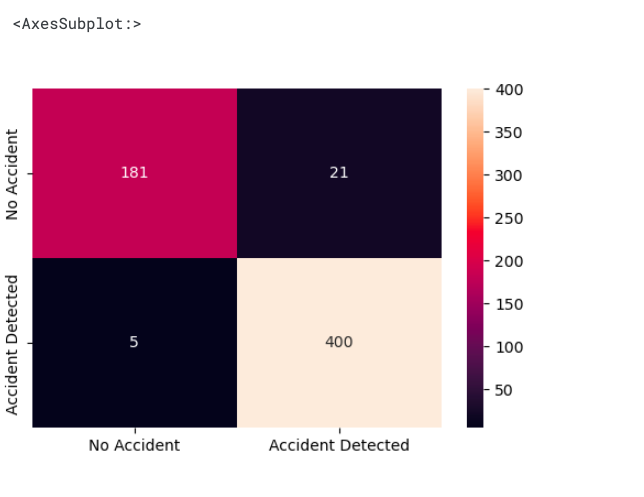 <AxesSubplot:>
No Accident
181
21
Accident Detected
5
400
No Accident
Accident Detected
400
350
300
250
200
150
100
50